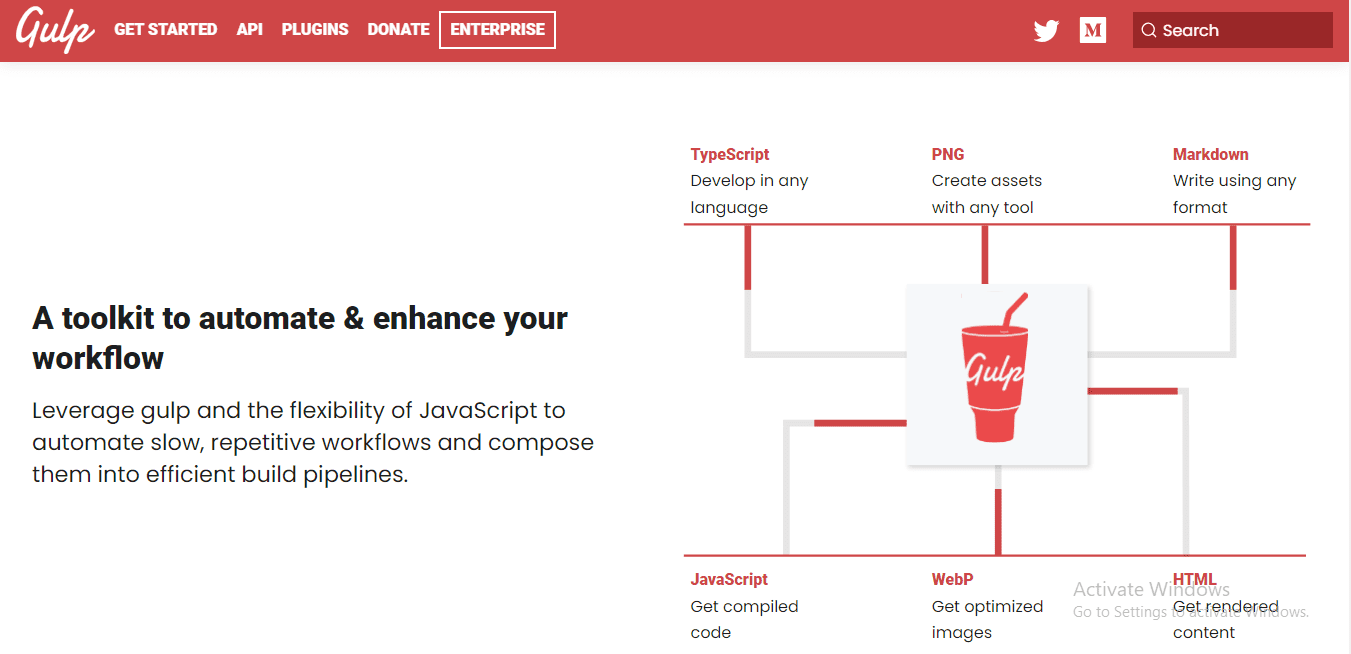 Gulp GET STARTED API PLUGINS DONATE ENTERPRISE M Search
TypeScript PNG Markdown
Develop in any Create assets Write using any
language with any tool format
A toolkit to automate & enhance your
workflow
Leverage gulp and the flexibility of JavaScript to
automate slow, repetitive workflows and compose
them into efficient build pipelines.
Gulp
JavaScript WebP HTML
Get compiled Get optimized Get rendered
code images content
Activate Windows
Go to Settings to activate Windows.